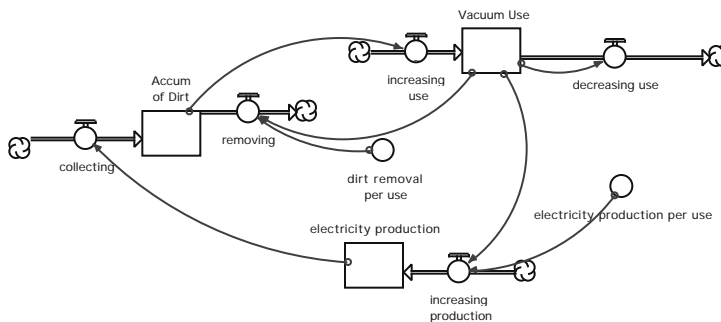 Vacuum Use
Accum
of Dirt
increasing
use
decreasing use
removing
collecting
dirt removal
per use
electricity production per use
electricity production
increasing
production